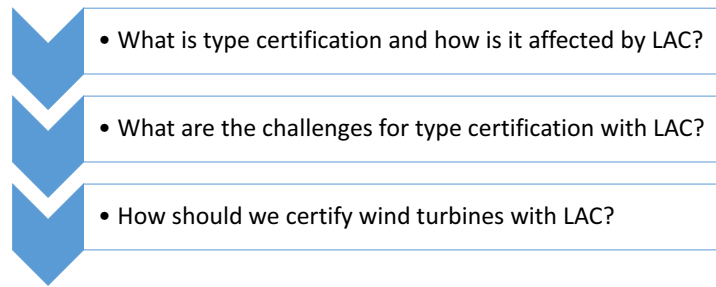 • What is type certification and how is it affected by LAC?
• What are the challenges for type certification with LAC?
• How should we certify wind turbines with LAC?